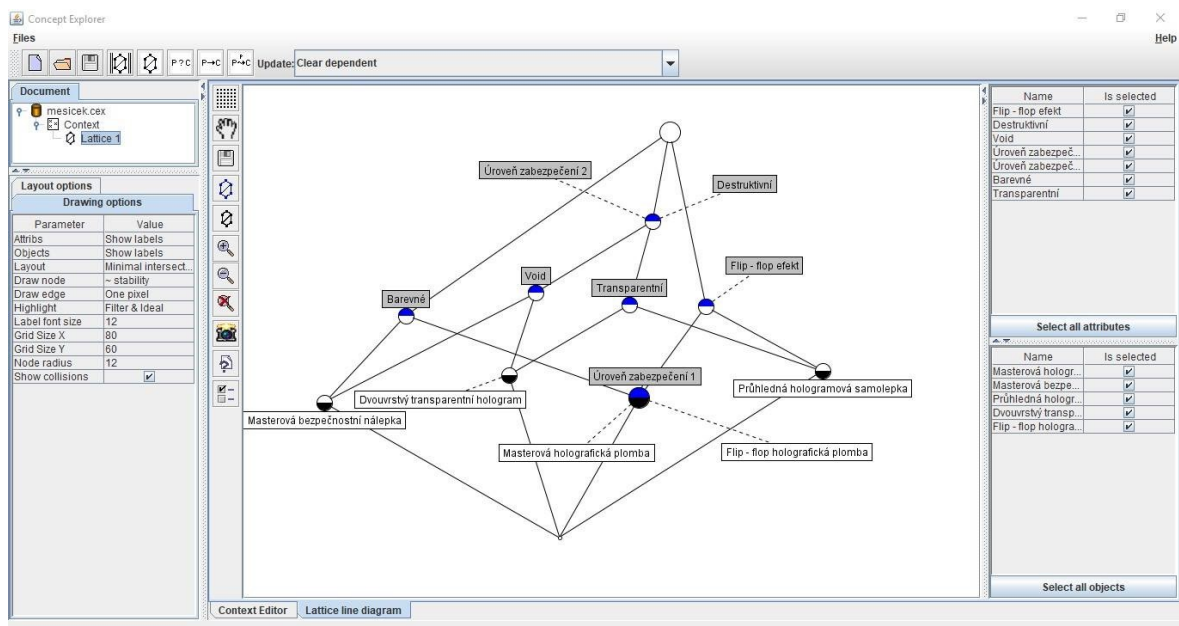 Concept Explorer
Files
Help
P?C
P→C
P↛C
Update: Clear dependent
Document
mesicek.cex
Context
Lattice 1
Layout options
Drawing options
Parameter Value
Attribs Show labels
Objects Show labels
Layout Minimal intersect...
Draw node ~ stability
Draw edge One pixel
Highlight Filter & Ideal
Label font size 12
Grid Size X 80
Grid Size Y 60
Node radius 12
Show collisions
Úroveň zabezpečení 2
Destruktivní
Flip - flop efekt
Void
Transparentní
Barevné
Úroveň zabezpečení 1
Průhledná hologramová samolepka
Dvouvrstvý transparentní hologram
Masterová bezpečnostní nálepka
Masterová holografická plomba
Flip - flop holografická plomba
Context Editor
Lattice line diagram
Name Is selected
Flip - flop efekt
Destruktivní
Void
Úroveň zabezpeč...
Úroveň zabezpeč...
Barevné
Transparentní
Select all attributes
Name Is selected
Masterová hologr...
Masterová bezpe...
Průhledná hologr...
Dvouvrstvý transp...
Flip - flop hologra...
Select all objects